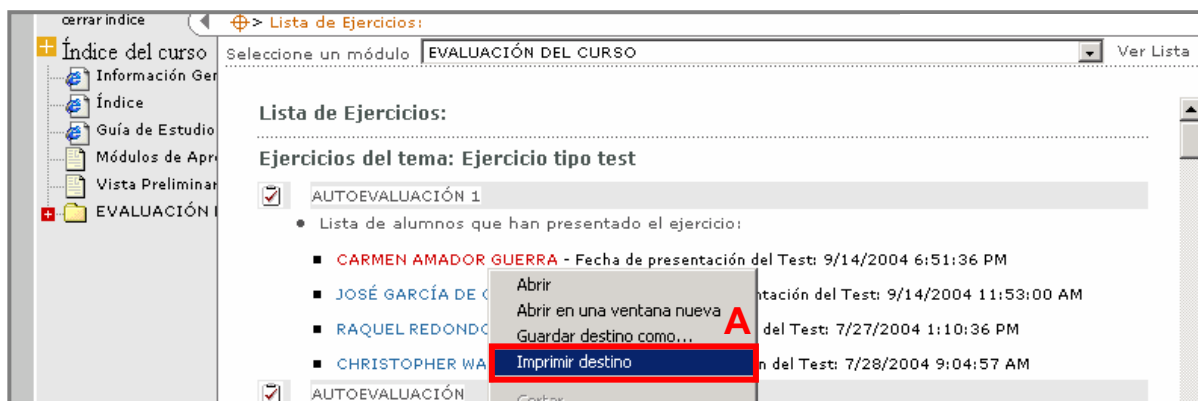 cerrar indice
> Lista de Ejercicios:
Índice del curso
Seleccione un módulo EVALUACIÓN DEL CURSO Ver Lista
Información Ger
Índice
Guía de Estudio
Módulos de Apr
Vista Preliminar
EVALUACIÓN
Lista de Ejercicios:
Ejercicios del tema: Ejercicio tipo test
AUTOEVALUACIÓN 1
Lista de alumnos que han presentado el ejercicio:
CARMEN AMADOR GUERRA - Fecha de presentación del Test: 9/14/2004 6:51:36 PM
JOSÉ GARCÍA DE ntación del Test: 9/14/2004 11:53:00 AM
RAQUEL REDONDO del Test: 7/27/2004 1:10:36 PM
CHRISTOPHER WA n del Test: 7/28/2004 9:04:57 AM
AUTOEVALUACIÓN
Abrir
Abrir en una ventana nueva
A
Guardar destino como...
Imprimir destino
Cortar